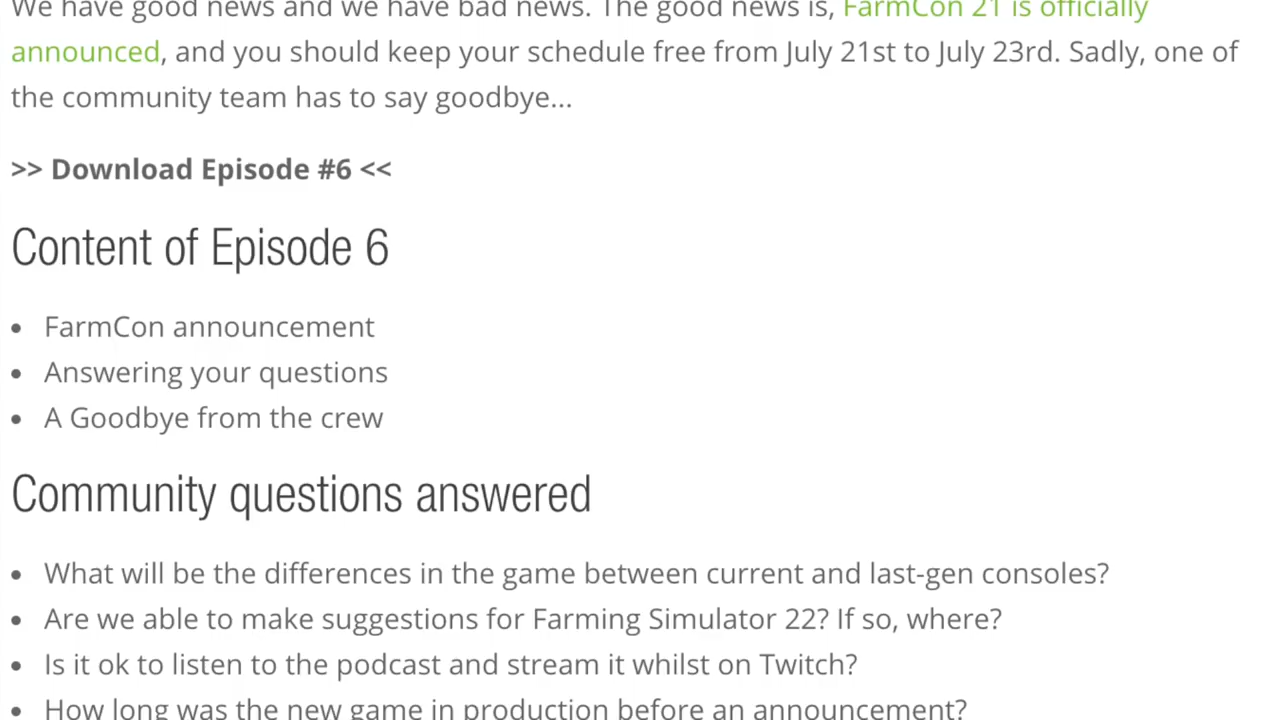 We have good news and we have bad news. The good news is, FarmCon 21 is officially
announced, and you should keep your schedule free from July 21st to July 23rd. Sadly, one of
the community team has to say goodbye...
>> Download Episode #6 <<
Content of Episode 6
• FarmCon announcement
• Answering your questions
• A Goodbye from the crew
Community questions answered
• What will be the differences in the game between current and last-gen consoles?
• Are we able to make suggestions for Farming Simulator 22? If so, where?
• Is it ok to listen to the podcast and stream it whilst on Twitch?
• How long was the new game in production before an announcement?